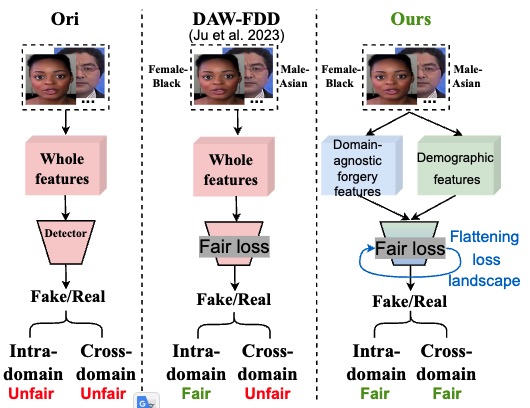 Ori
DAW-FDD
(Ju et al. 2023)
Ours
...
Female-
Black
...
Male-
Asian
Female-
Black
...
Male-
Asian
Whole
features
Whole
features
Domain-
agnostic
forgery
features
Demographic
features
Detector
Fair loss
Fair loss
Flattening
loss
landscape
Fake/Real
Fake/Real
Fake/Real
Intra-
domain
Unfair
Cross-
domain
Unfair
Intra-
domain
Fair
Cross-
domain
Unfair
Intra-
domain
Fair
Cross-
domain
Fair
G